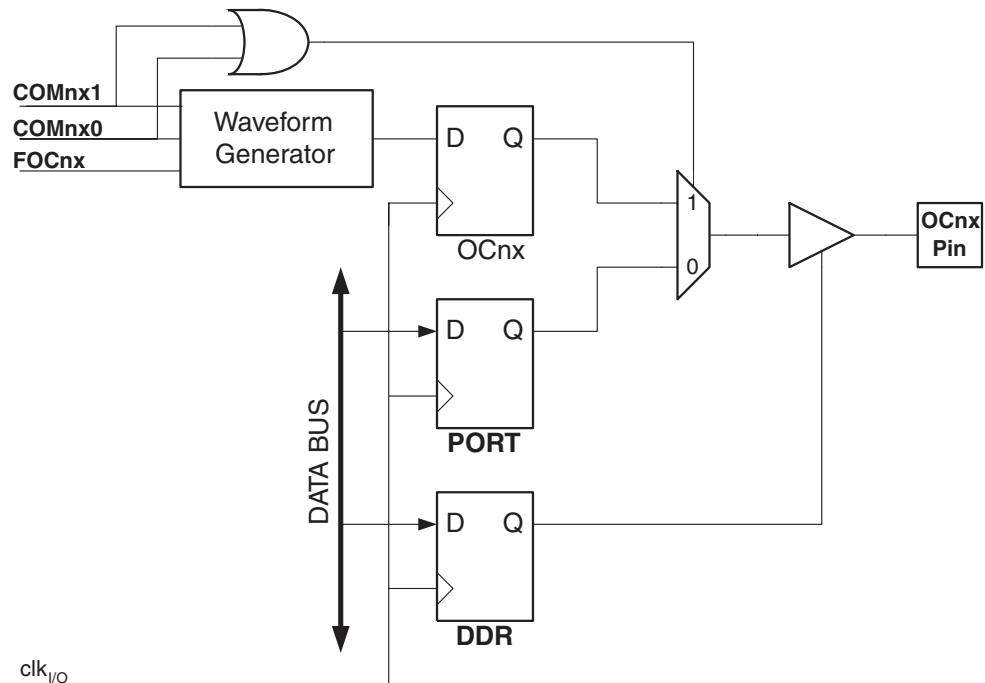 COMnx1
COMnx0
FOCnx
Waveform
Generator
D Q
OCnx
1
0
OCnx
Pin
D Q
PORT
DATA BUS
D Q
DDR
clkI/O